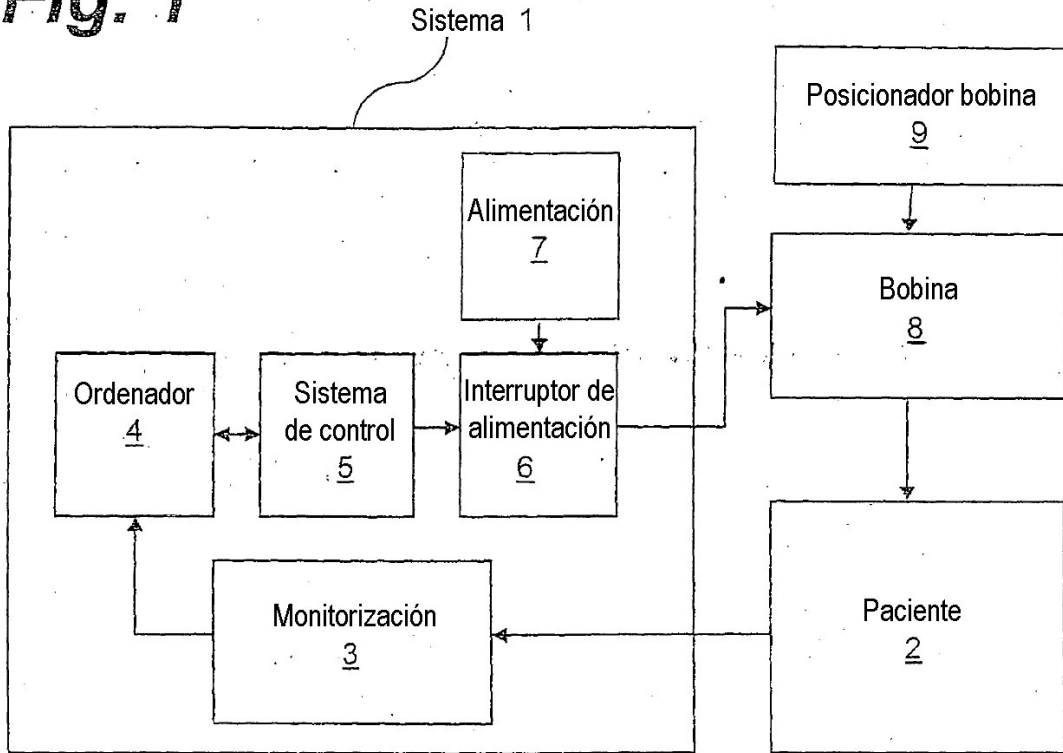 Fig. 1
Sistema 1
Posicionador bobina
9
Alimentación
7
Bobina
8
Ordenador
4
Sistema
de control
5
Interruptor de
alimentación
6
Monitorización
3
Paciente
2